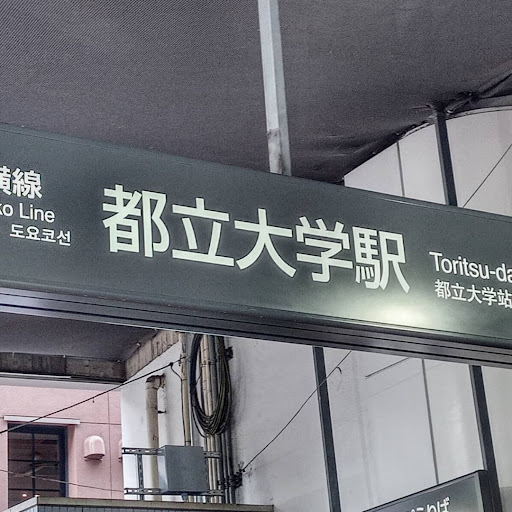 横線
ko Line
도요코선
都立大学駅
Toritsu-da
都立大学站